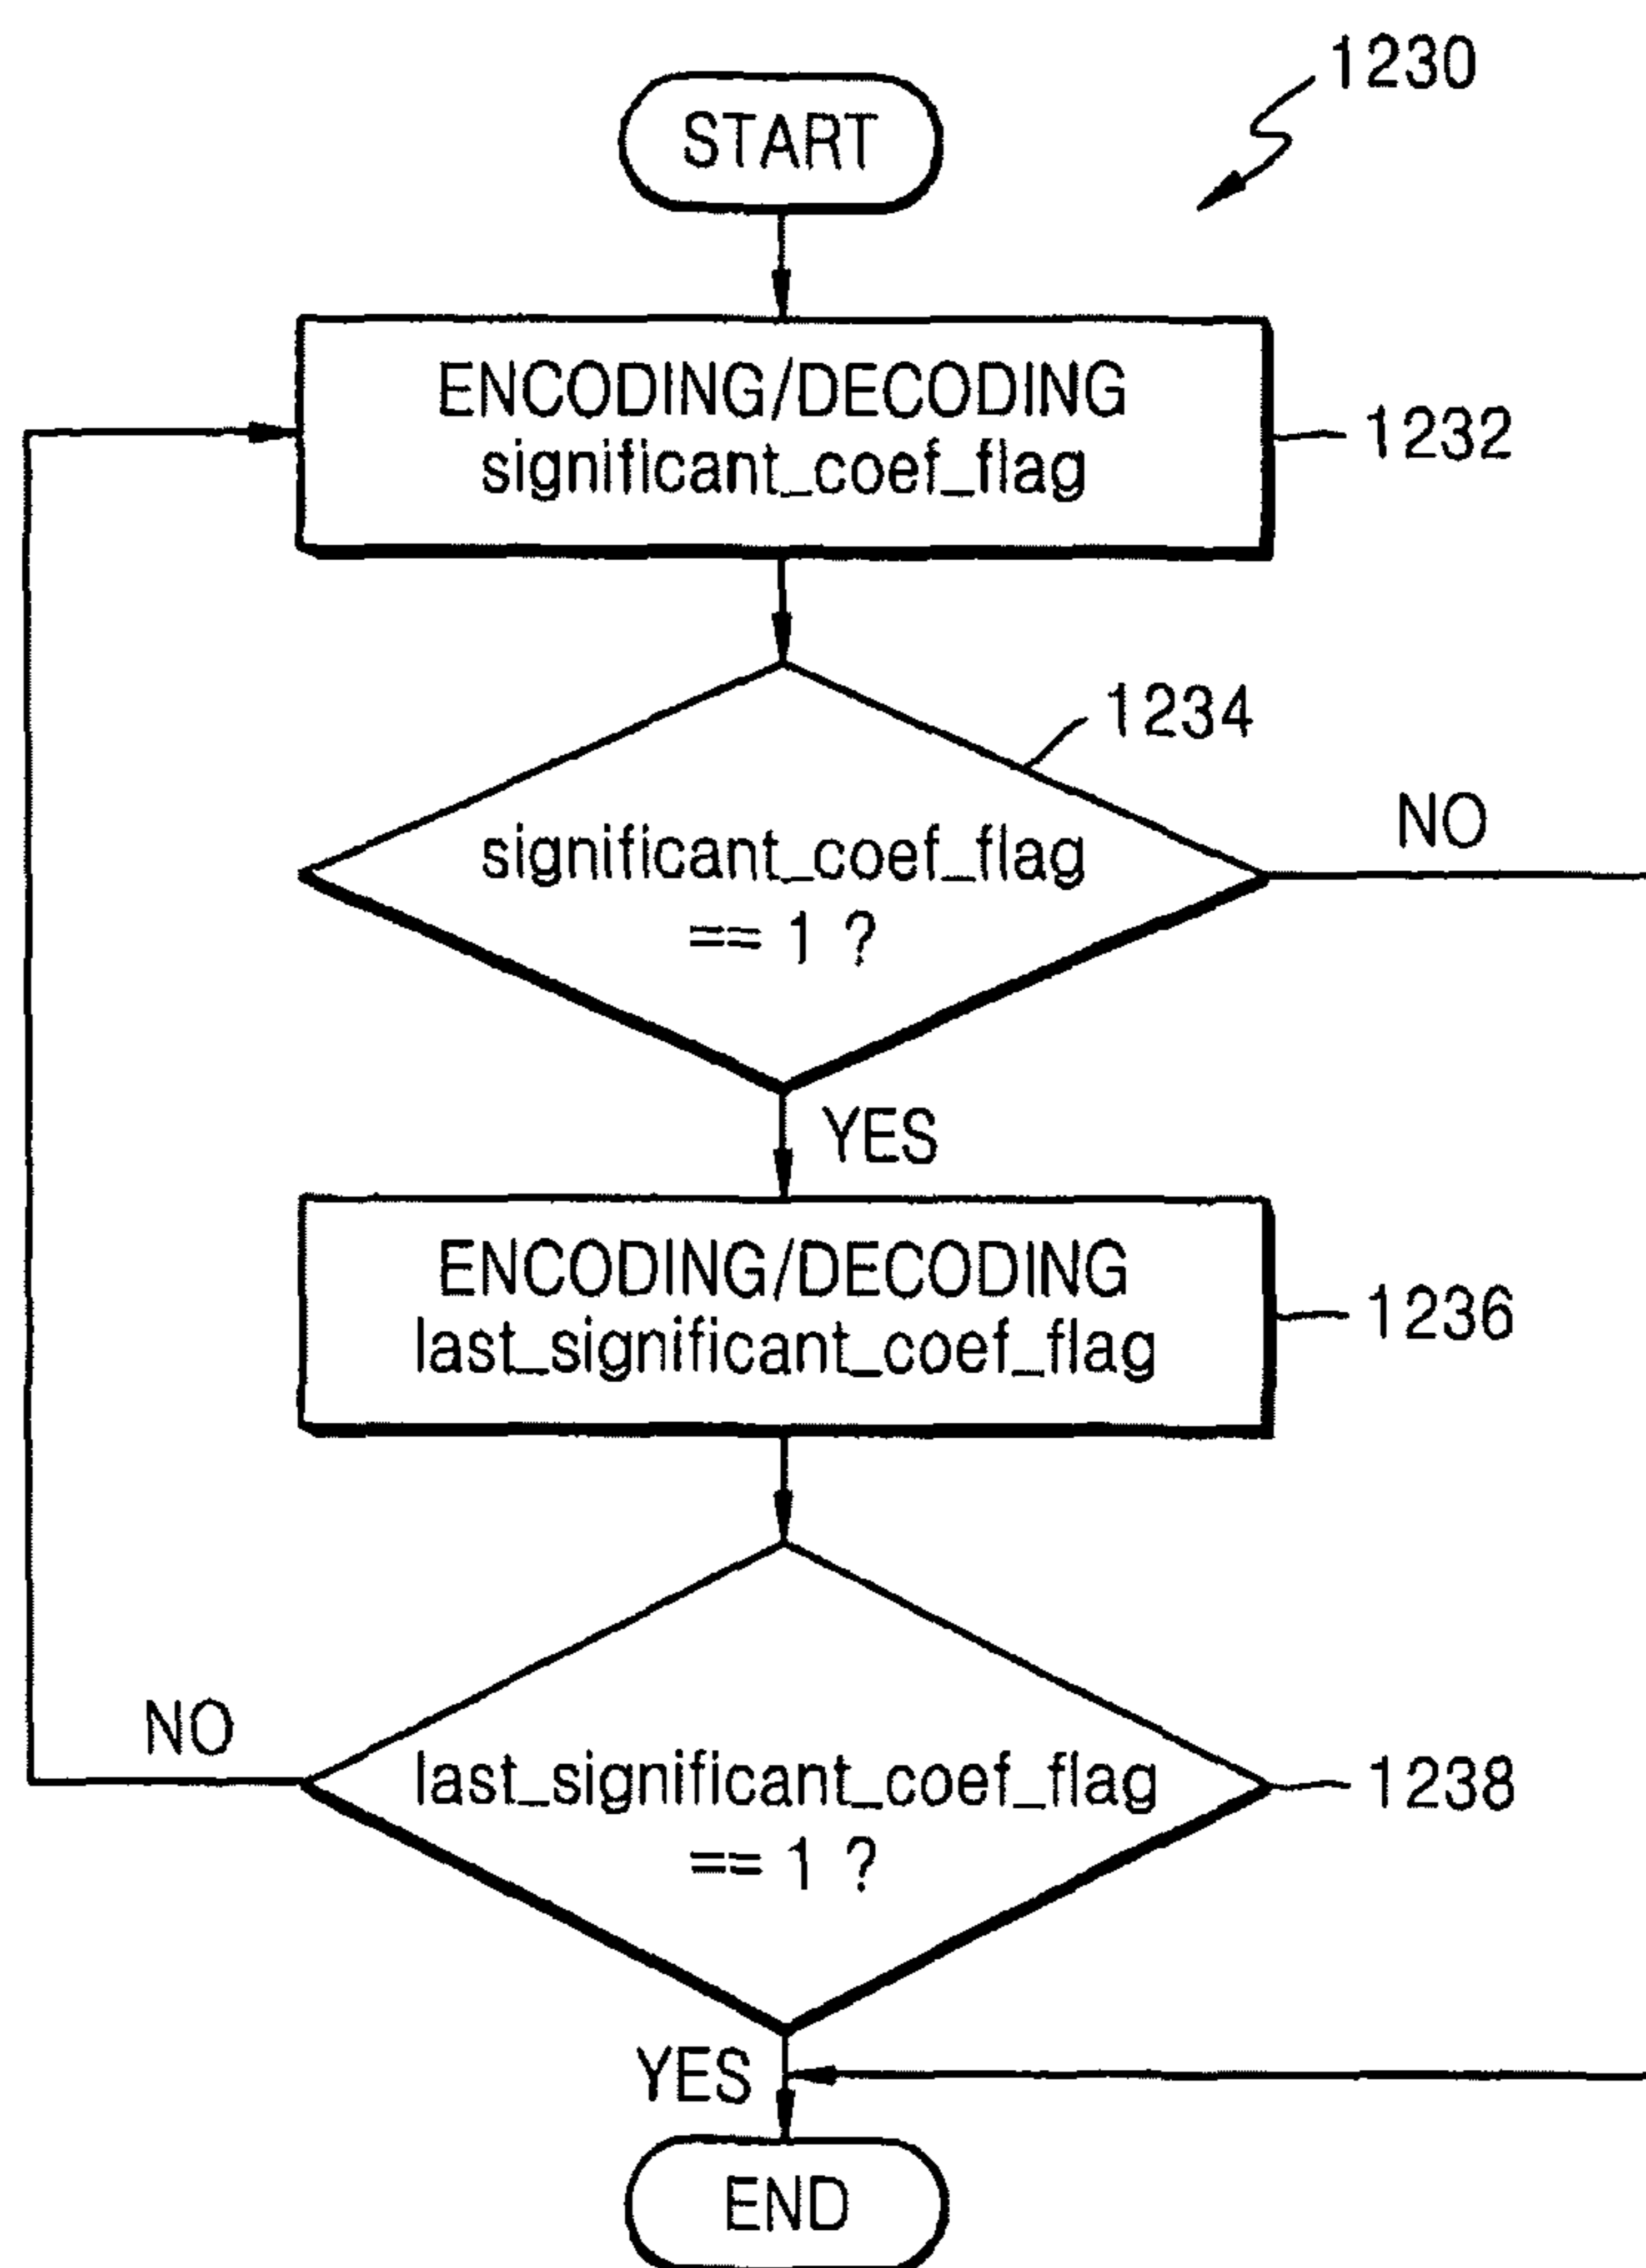 1230
START
ENCODING/DECODING
significant_coef_flag
1232
1234
significant_coef_flag
== 1 ?
NO
YES
ENCODING/DECODING
last_significant_coef_flag
1236
NO
last_significant_coef_flag
== 1 ?
1238
YES
END